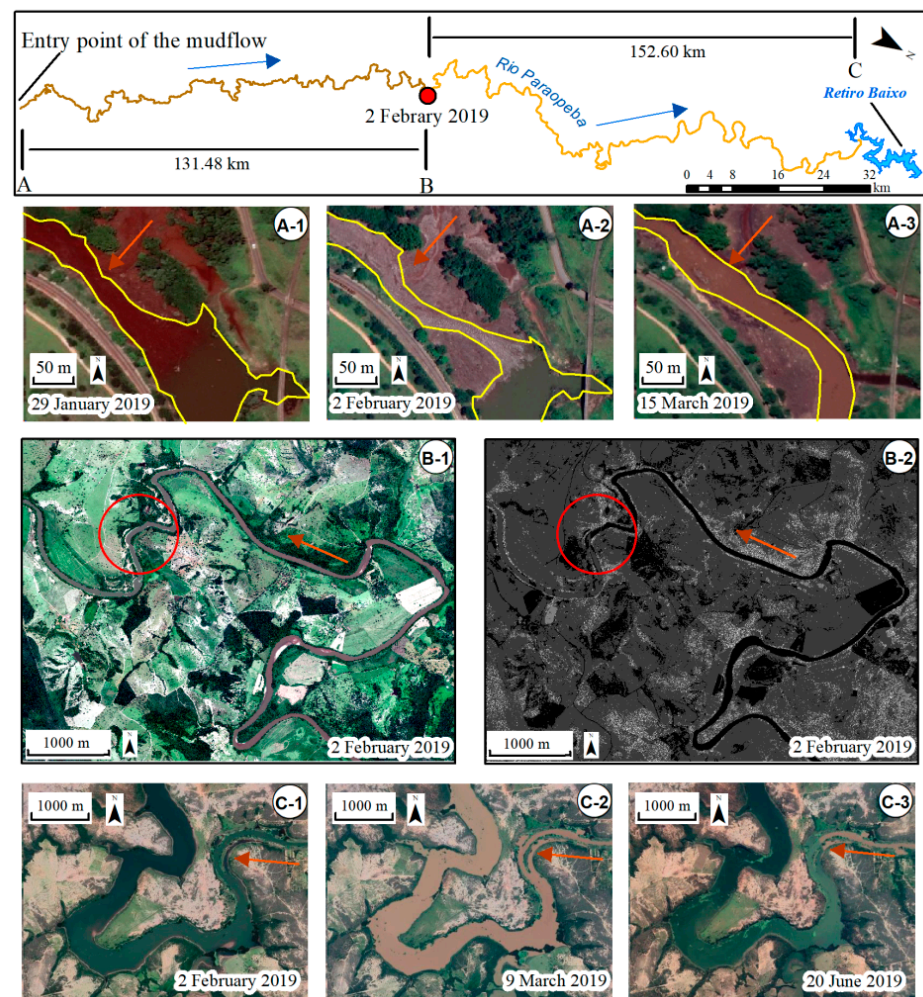 Entry point of the mudflow
152.60 km
C
N
Rio Paraopeba
Retiro Baixo
2 Febrary 2019
131.48 km
A
B
0 4 8 16 24 32
km
A-1
50 m
N
29 January 2019
A-2
50 m
N
2 February 2019
A-3
50 m
N
15 March 2019
B-1
1000 m
N
2 February 2019
B-2
1000 m
N
2 February 2019
C-1
1000 m
N
2 February 2019
C-2
1000 m
N
9 March 2019
C-3
1000 m
N
20 June 2019